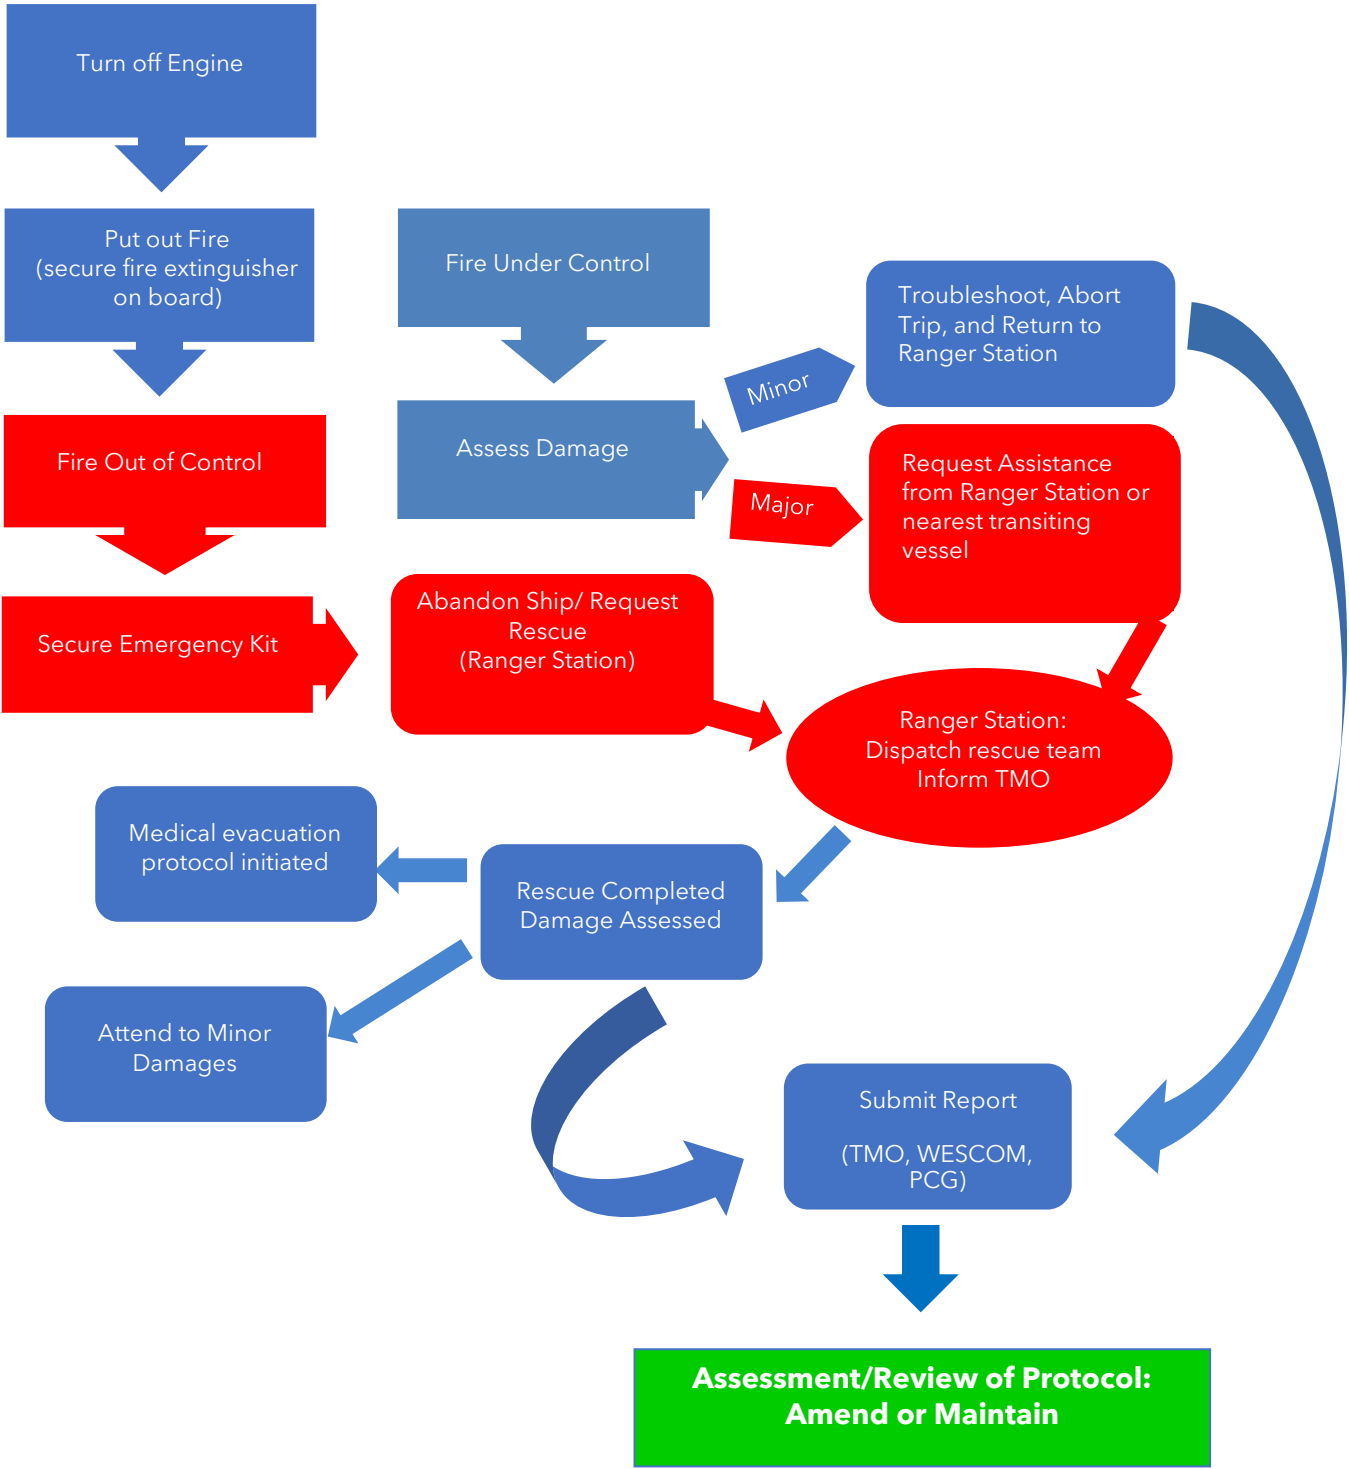 Turn off Engine
Put out Fire
(secure fire extinguisher
on board)
Fire Out of Control
Secure Emergency Kit
Fire Under Control
Assess Damage
Minor
Major
Troubleshoot, Abort
Trip, and Return to
Ranger Station
Request Assistance
from Ranger Station or
nearest transiting
vessel
Abandon Ship/ Request
Rescue
(Ranger Station)
Ranger Station:
Dispatch rescue team
Inform TMO
Rescue Completed
Damage Assessed
Medical evacuation
protocol initiated
Attend to Minor
Damages
Submit Report
(TMO, WESCOM,
PCG)
Assessment/Review of Protocol:
Amend or Maintain